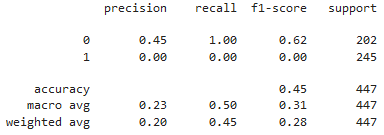 precision recall f1-score support
0 0.45 1.00 0.62 202
1 0.00 0.00 0.00 245
accuracy 0.45 447
macro avg 0.23 0.50 0.31 447
weighted avg 0.20 0.45 0.28 447